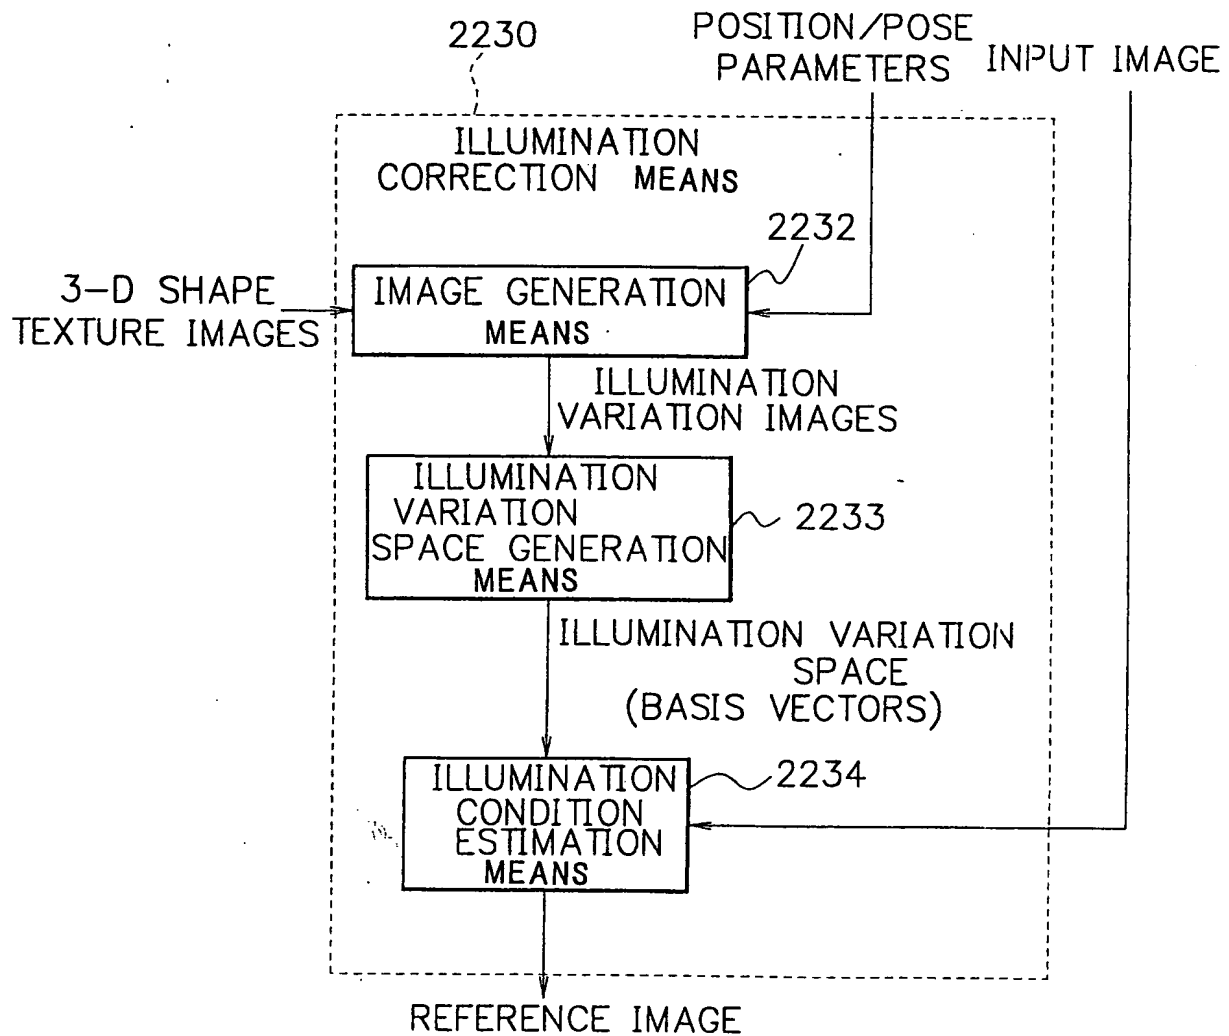 2230
POSITION/POSE
PARAMETERS
INPUT IMAGE
ILLUMINATION
CORRECTION MEANS
2232
3-D SHAPE
TEXTURE IMAGES
IMAGE GENERATION
MEANS
ILLUMINATION
VARIATION IMAGES
ILLUMINATION
VARIATION
SPACE GENERATION
MEANS
2233
ILLUMINATION VARIATION
SPACE
(BASIS VECTORS)
ILLUMINATION
CONDITION
ESTIMATION
MEANS
2234
REFERENCE IMAGE